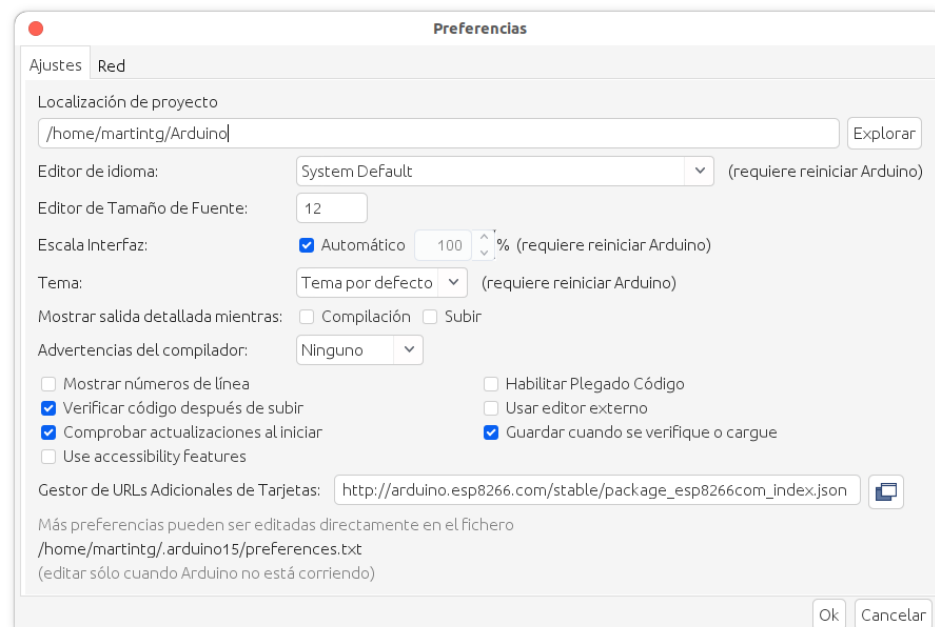 Preferencias
Ajustes Red
Localización de proyecto
/home/martintg/Arduino Explorar
Editor de idioma: System Default (requiere reiniciar Arduino)
Editor de Tamaño de Fuente: 12
Escala Interfaz: Automático 100 % (requiere reiniciar Arduino)
Tema: Tema por defecto (requiere reiniciar Arduino)
Mostrar salida detallada mientras: Compilación Subir
Advertencias del compilador: Ninguno
Mostrar números de línea Habilitar Plegado Código
Verificar código después de subir Usar editor externo
Comprobar actualizaciones al iniciar Guardar cuando se verifique o cargue
Use accessibility features
Gestor de URLs Adicionales de Tarjetas: http://arduino.esp8266.com/stable/package_esp8266com_index.json
Más preferencias pueden ser editadas directamente en el fichero
/home/martintg/.arduino15/preferences.txt
(editar sólo cuando Arduino no está corriendo)
Ok Cancelar